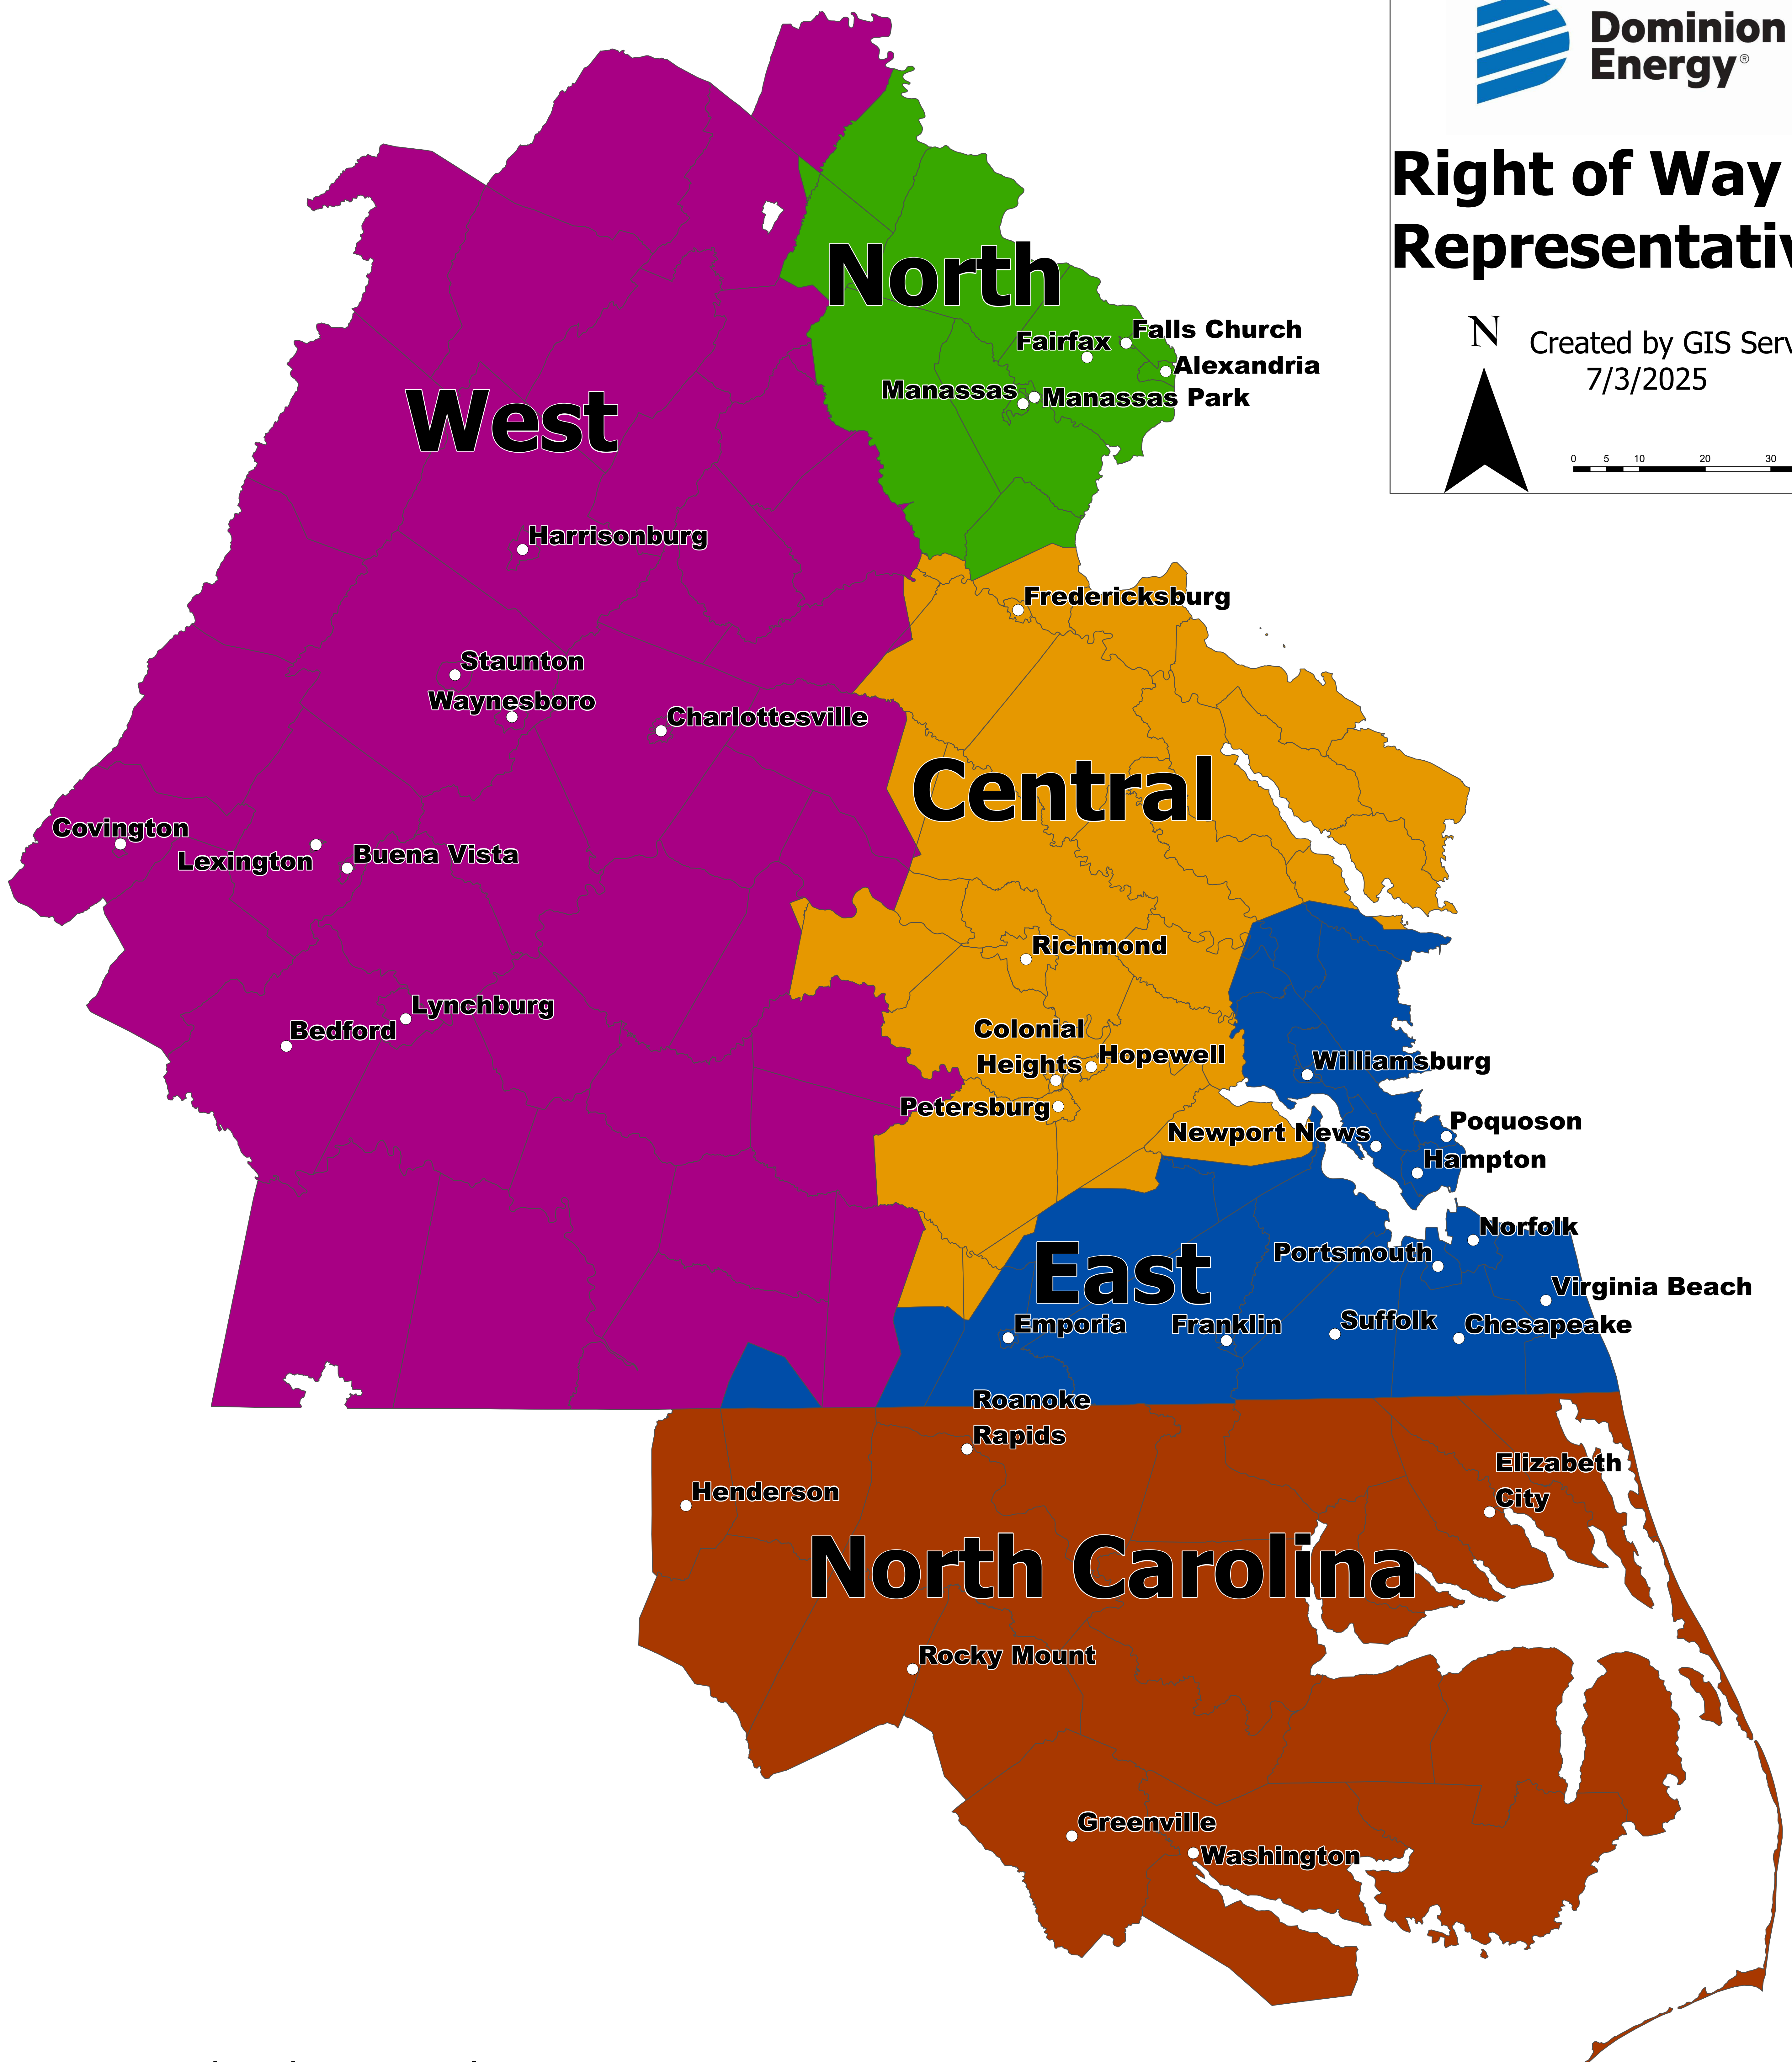 Dominion
Energy®
Right of Way
N
Created by GIS
7/3/2025
0 5 10 20 30
North
Falls Church
Fairfax
Alexandria
Manassas
Manassas Park
West
Harrisonburg
Fredericksburg
Staunton
Waynesboro
Charlottesville
Central
Covington
Lexington
Buena Vista
Richmond
Lynchburg
Bedford
Colonial
Heights
Hopewell
Williamsburg
Petersburg
Newport News
Poquoson
Hampton
Norfolk
Portsmouth
East
Virginia Beach
Emporia
Franklin
Suffolk
Chesapeake
Roanoke
Rapids
Elizabeth
City
Henderson
North Carolina
Rocky Mount
Greenville
Washington